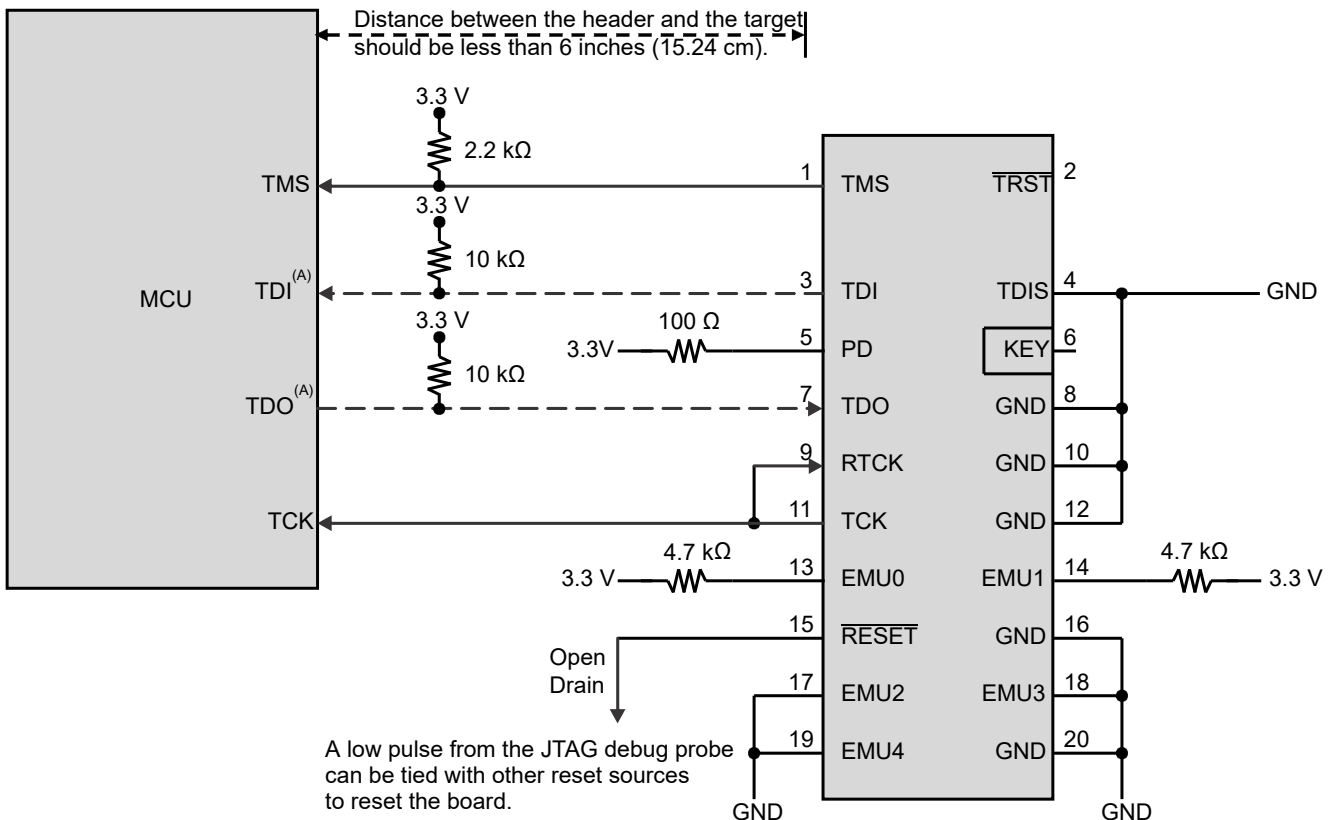 Distance between the header and the target
should be less than 6 inches (15.24 cm).
3.3 V
2.2 kΩ
TMS
1
TMS
TRST
2
3.3 V
10 kΩ
MCU
TDI(A)
3
TDI
TDIS
4
GND
3.3 V
100 Ω
3.3V
5
PD
KEY
6
10 kΩ
TDO(A)
7
TDO
GND
8
9
RTCK
GND
10
TCK
11
TCK
GND
12
4.7 kΩ
3.3 V
13
EMU0
EMU1
14
4.7 kΩ
3.3 V
15
RESET
GND
16
Open
Drain
17
EMU2
EMU3
18
A low pulse from the JTAG debug probe
can be tied with other reset sources
to reset the board.
19
EMU4
GND
20
GND
GND